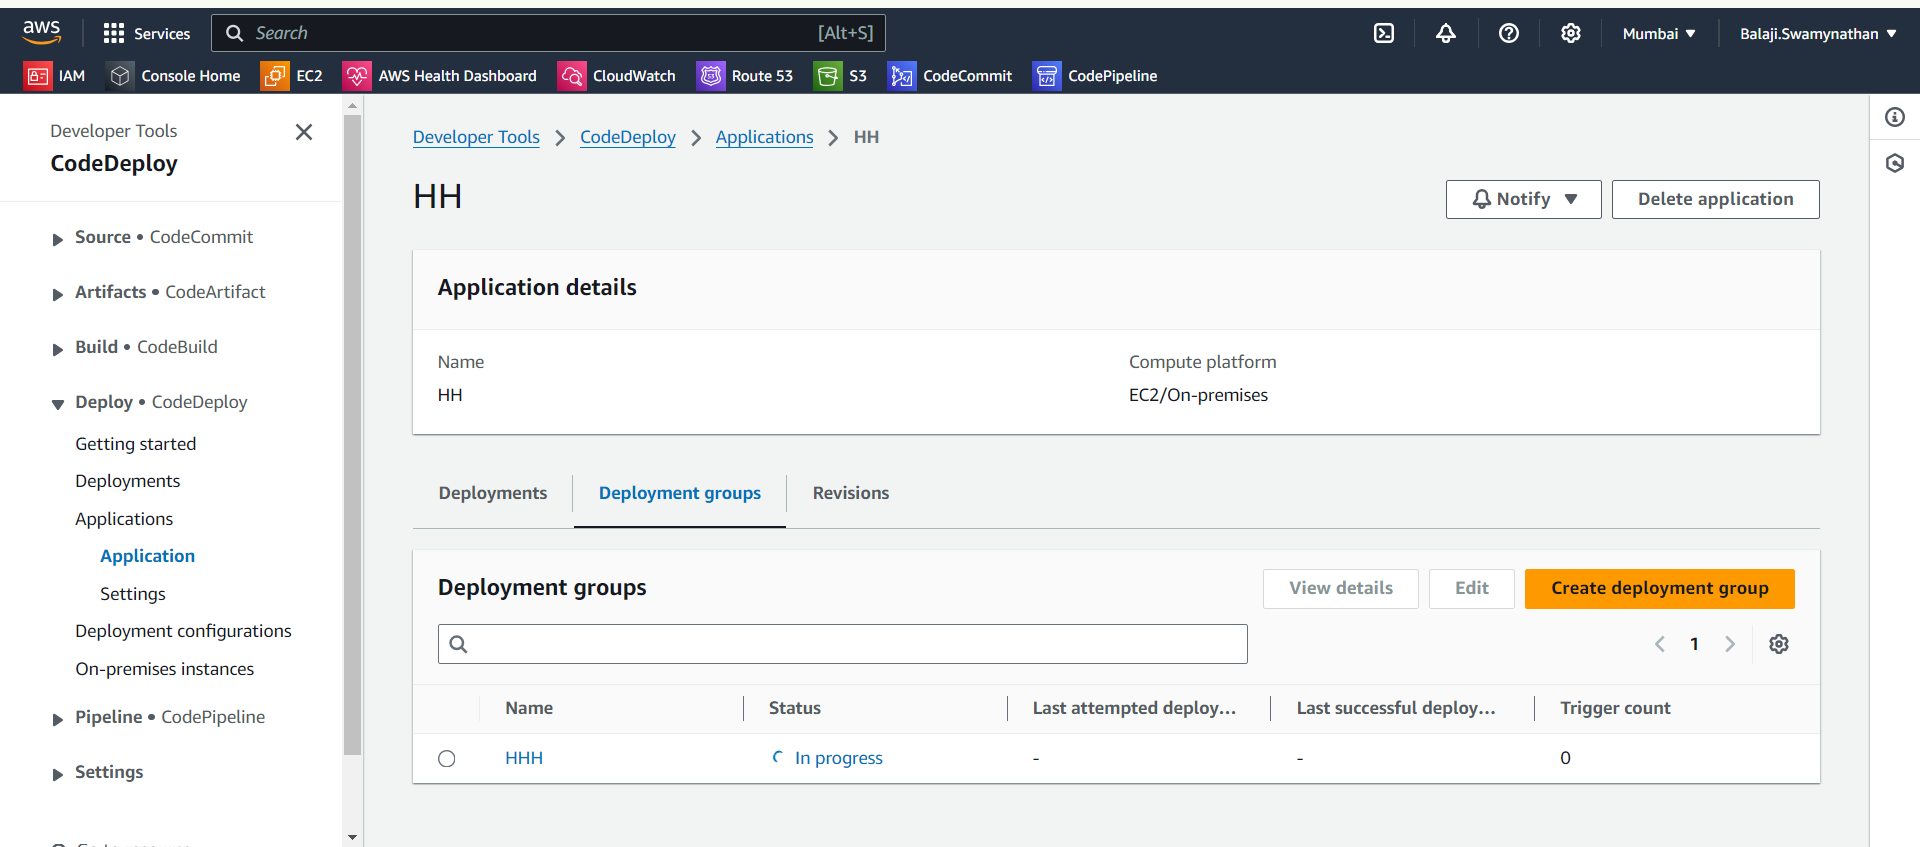 aws Services Search [Alt+S] Mumbai Balaji.Swamynathan
IAM Console Home EC2 AWS Health Dashboard CloudWatch Route 53 S3 CodeCommit CodePipeline
Developer Tools
CodeDeploy
Source • CodeCommit
Artifacts • CodeArtifact
Build • CodeBuild
Deploy • CodeDeploy
Getting started
Deployments
Applications
Application
Settings
Deployment configurations
On-premises instances
Pipeline • CodePipeline
Settings
Developer Tools CodeDeploy Applications HH
HH
Notify Delete application
Application details
Name Compute platform
HH EC2/On-premises
Deployments Deployment groups Revisions
Deployment groups
View details Edit Create deployment group
1
Name Status Last attempted deploy... Last successful deploy... Trigger count
HHH In progress - - 0